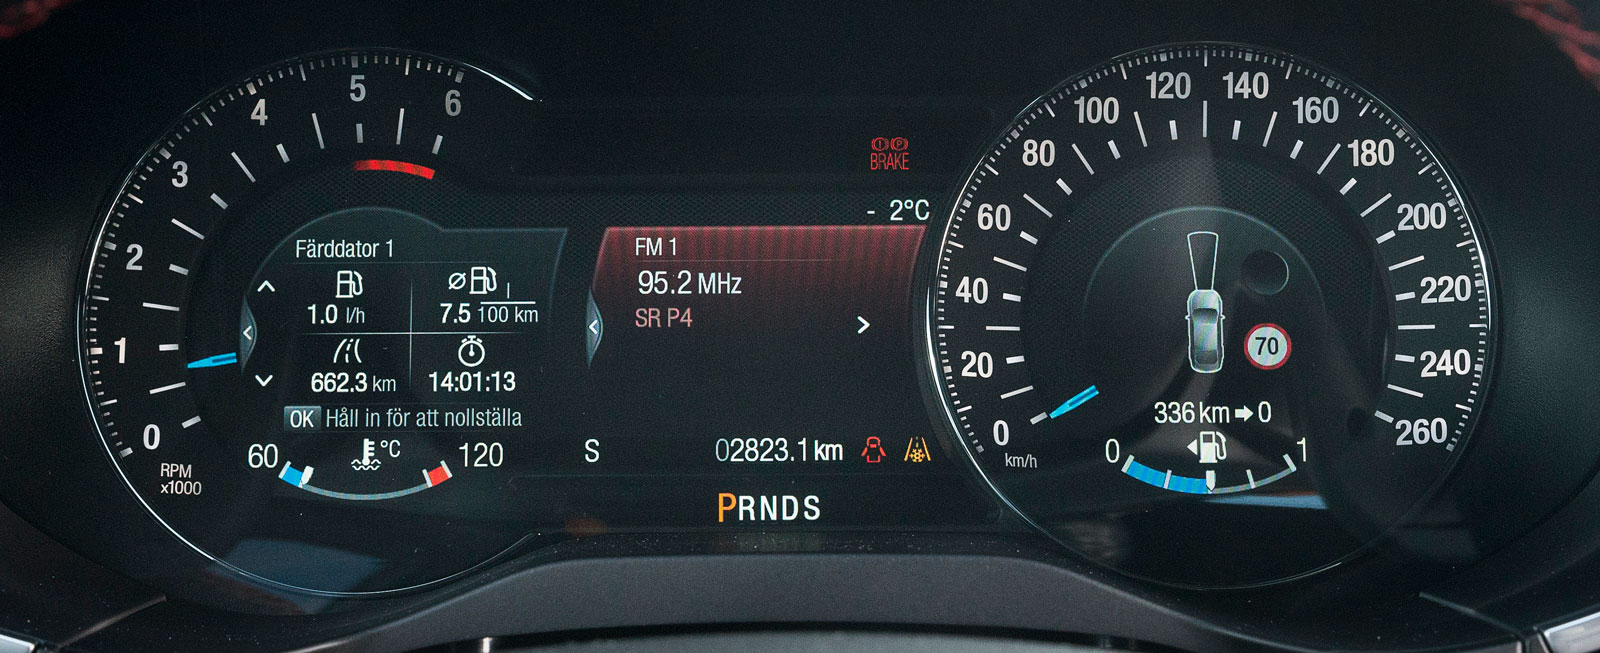 0
1
2
3
4
5
6
RPM
x1000
Färddator 1
1.0 l/h
7.5 100 km
662.3 km
14:01:13
OK Håll in för att nollställa
60 °C 120
BRAKE
- 2°C
FM 1
95.2 MHz
SR P4
S 02823.1 km
PRNDS
0
20
40
60
80
100
120
140
160
180
200
220
240
260
km/h
70
336 km → 0
0 1